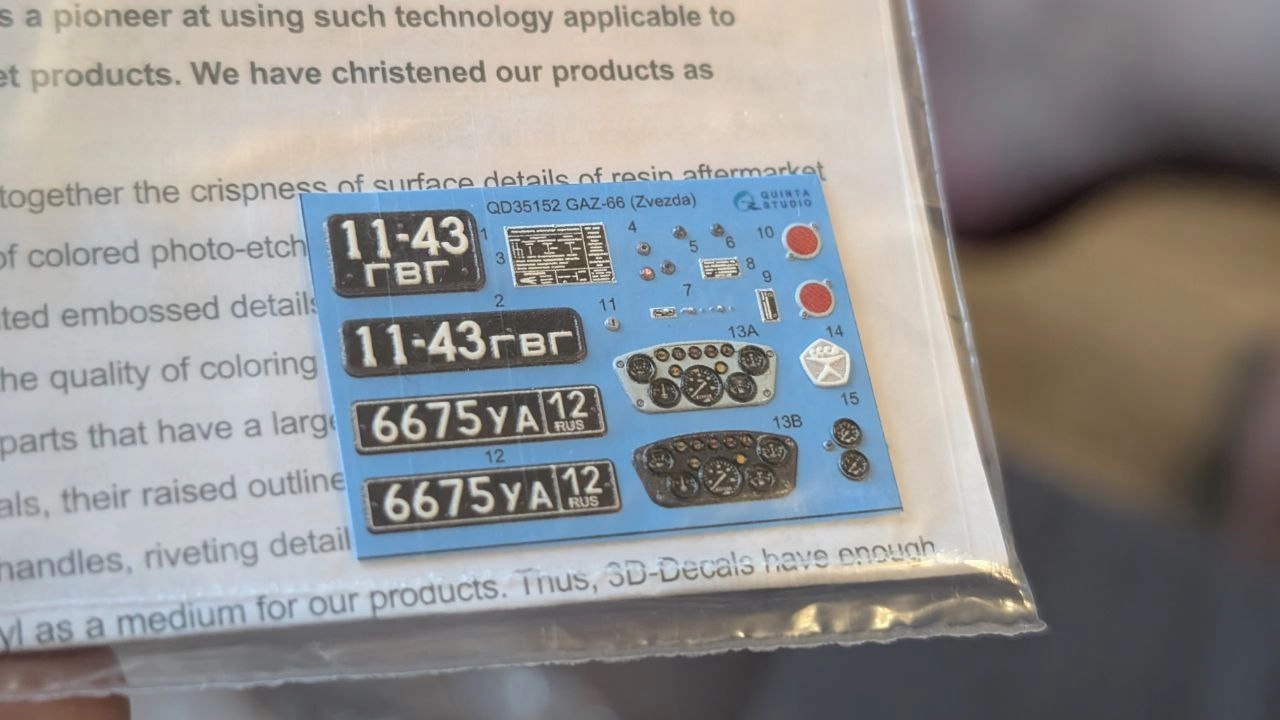 s a pioneer at using such technology applicable to
et products. We have christened our products as
together the crispness of surface details of resin aftermarket
of colored photo-etch
ted embossed details
he quality of coloring
parts that have a large
als, their raised outline
handles, riveting detail
yl as a medium for our products. Thus, 3D-Decals have enough
QD35152 GAZ-66 (Zvezda)
QUINTA
STUDIO
11-43
ГВГ
1
2
11-43ГВГ
3
4
5
6
7
8
9
10
11
6675УА 12
RUS
12
6675УА 12
RUS
13A
13B
14
15